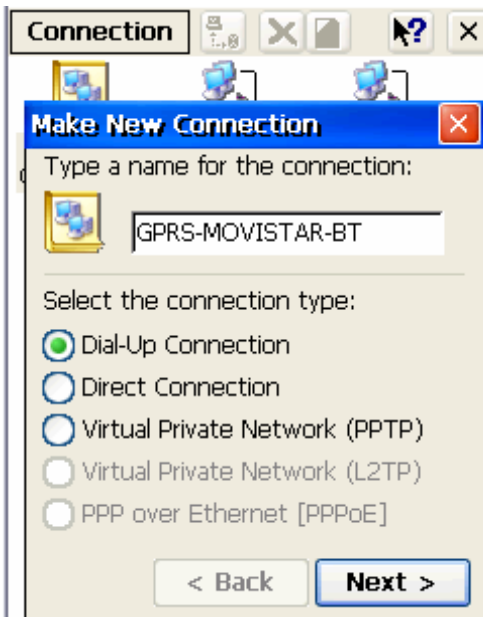 Connection
Make New Connection
Type a name for the connection:
GPRS-MOVISTAR-BT
Select the connection type:
Dial-Up Connection
Direct Connection
Virtual Private Network (PPTP)
Virtual Private Network (L2TP)
PPP over Ethernet [PPPoE]
< Back
Next >